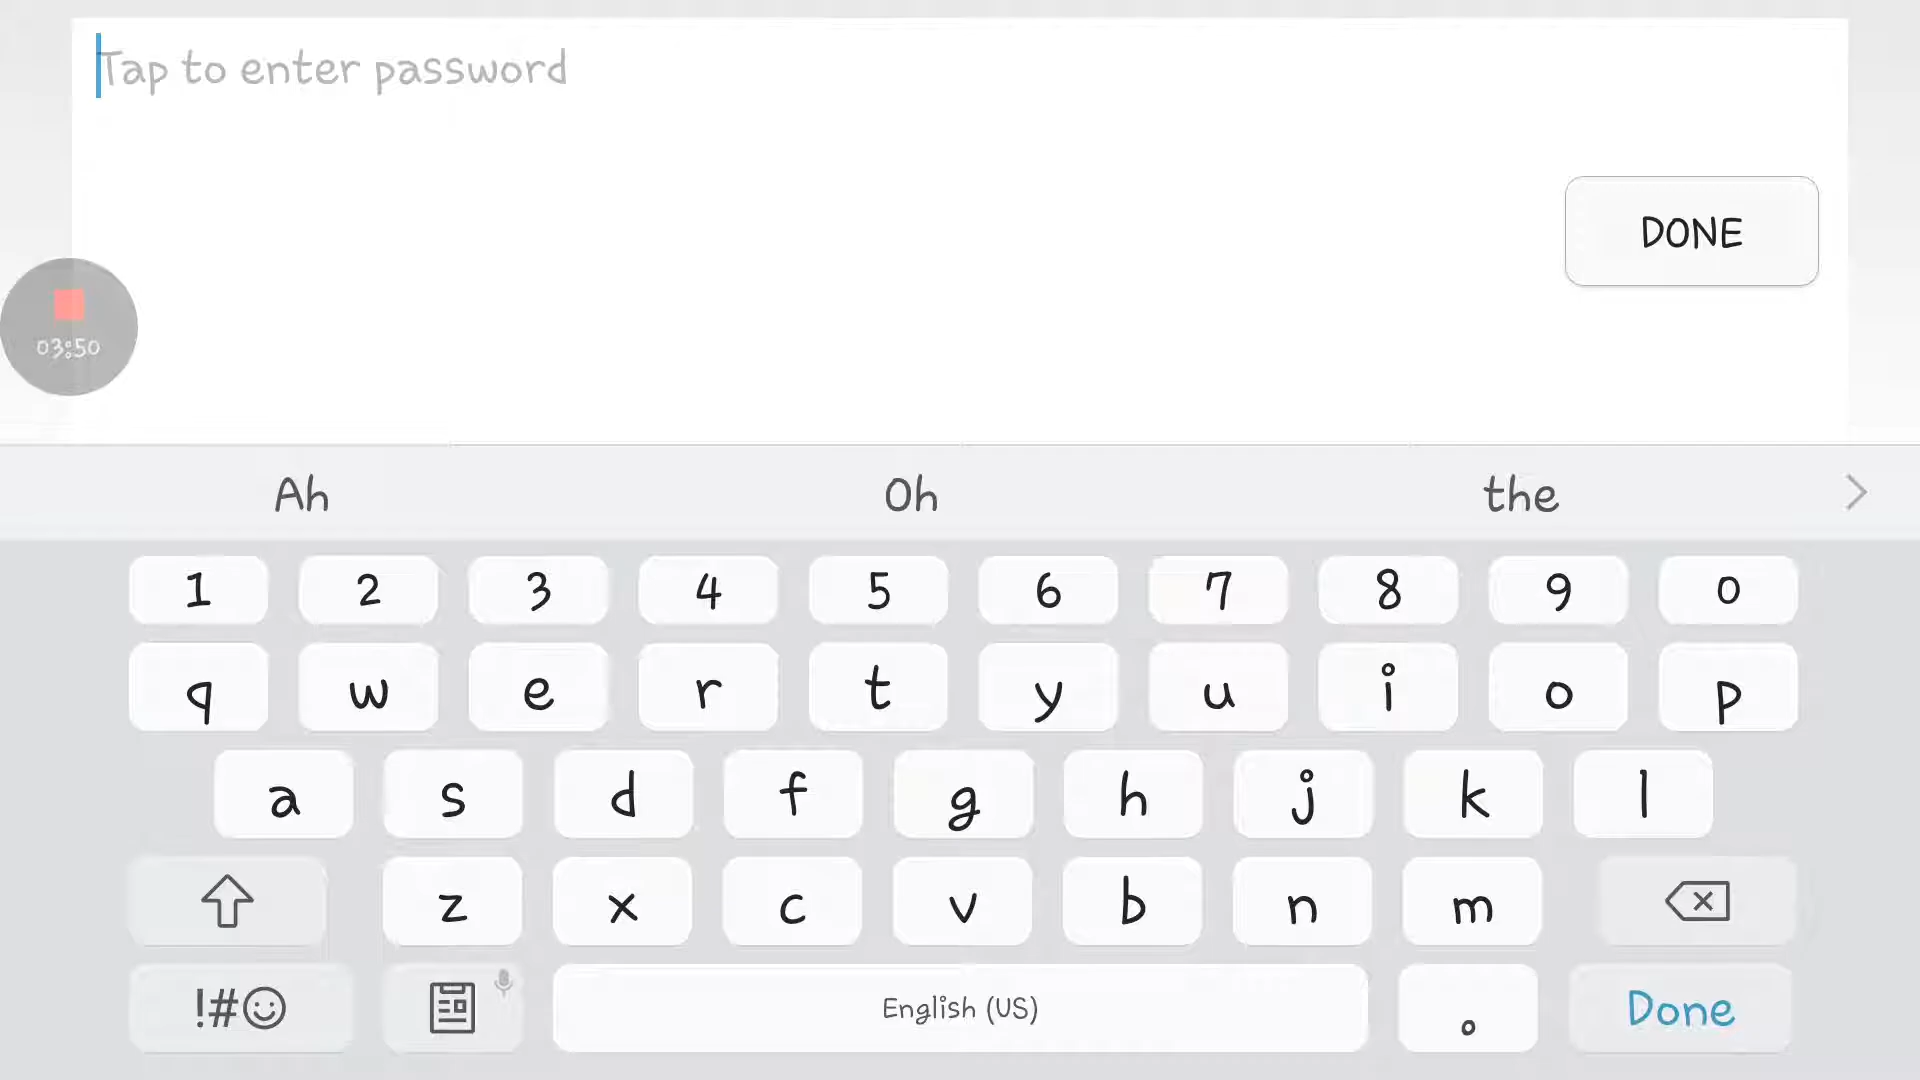 Tap to enter password
DONE
03:50
Ah Oh the
1 2 3 4 5 6 7 8 9 0
q w e r t y u i o p
a s d f g h j k l
z x c v b n m
!#☺ English (US) . Done